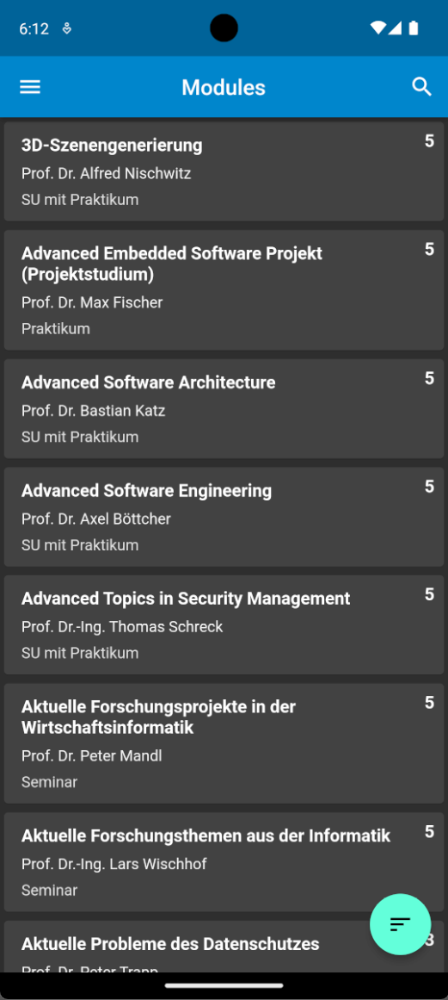 6:12
Modules
3D-Szenengenerierung 5
Prof. Dr. Alfred Nischwitz
SU mit Praktikum
Advanced Embedded Software Projekt 5
(Projektstudium)
Prof. Dr. Max Fischer
Praktikum
Advanced Software Architecture 5
Prof. Dr. Bastian Katz
SU mit Praktikum
Advanced Software Engineering 5
Prof. Dr. Axel Böttcher
SU mit Praktikum
Advanced Topics in Security Management 5
Prof. Dr.-Ing. Thomas Schreck
SU mit Praktikum
Aktuelle Forschungsprojekte in der 5
Wirtschaftsinformatik
Prof. Dr. Peter Mandl
Seminar
Aktuelle Forschungsthemen aus der Informatik 5
Prof. Dr.-Ing. Lars Wischhof
Seminar
Aktuelle Probleme des Datenschutzes 3
Prof. Dr. Peter Trapp